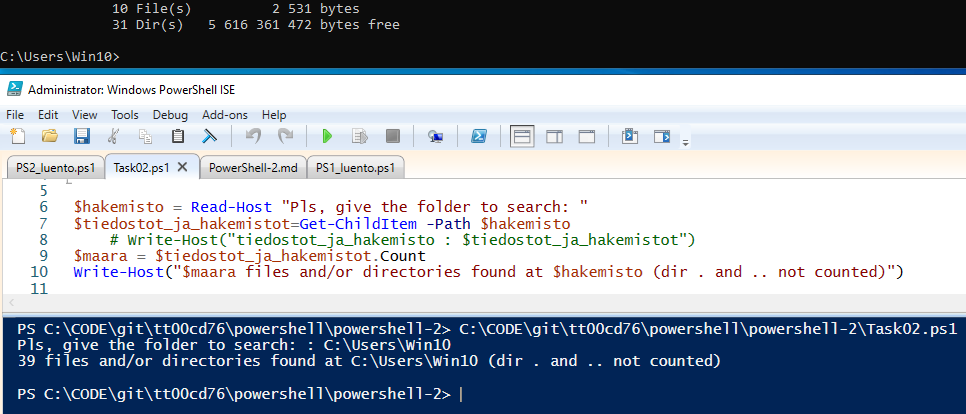 10 File(s) 2 531 bytes
31 Dir(s) 5 616 361 472 bytes free
C:\Users\Win10>
Administrator: Windows PowerShell ISE
File Edit View Tools Debug Add-ons Help
PS2_luento.ps1 Task02.ps1 PowerShell-2.md PS1_luento.ps1
5
6 $hakemisto = Read-Host "Pls, give the folder to search: "
7 $tiedostot_ja_hakemistot=Get-ChildItem -Path $hakemisto
8 # Write-Host("tiedostot_ja_hakemisto : $tiedostot_ja_hakemistot")
9 $maara = $tiedostot_ja_hakemistot.Count
10 Write-Host("$maara files and/or directories found at $hakemisto (dir . and .. not counted)")
11
PS C:\CODE\git\tt00cd76\powershell\powershell-2> C:\CODE\git\tt00cd76\powershell\powershell-2\Task02.ps1
Pls, give the folder to search: : C:\Users\Win10
39 files and/or directories found at C:\Users\Win10 (dir . and .. not counted)
PS C:\CODE\git\tt00cd76\powershell\powershell-2>